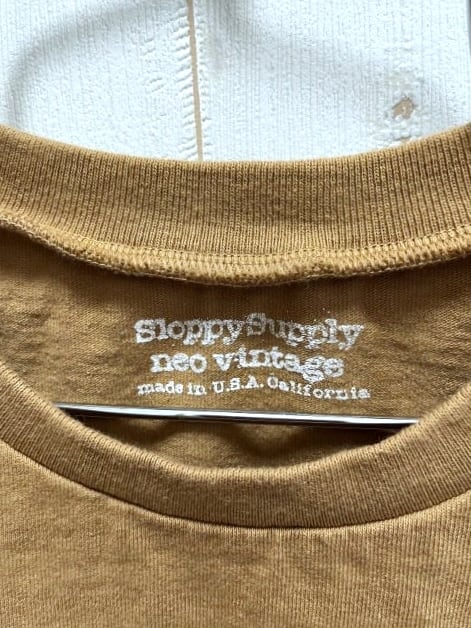 SloppySupply
neo vintage
made in U.S.A. California